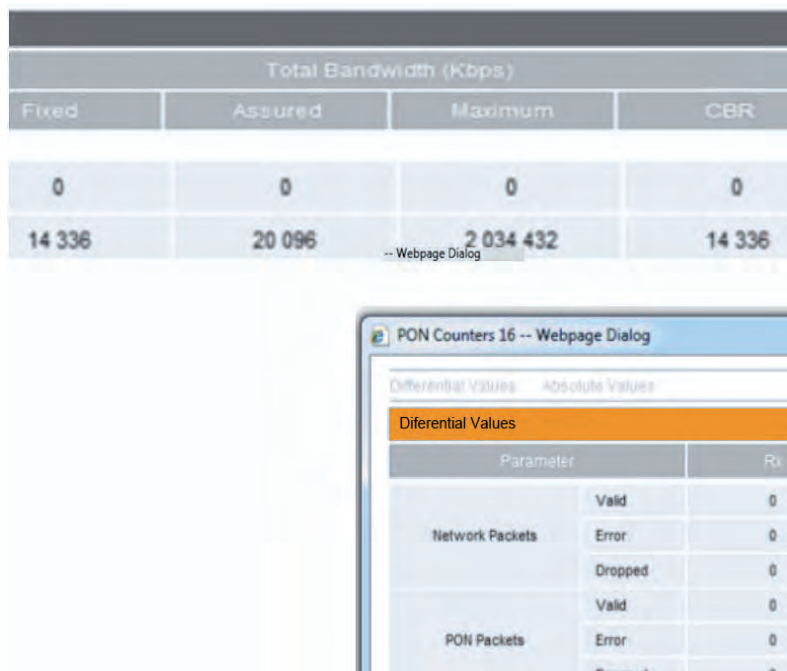 Total Bandwidth (Kbps)
Fixed Assured Maximum CBR
0 0 0 0
14 336 20 096 2 034 432 14 336
-- Webpage Dialog
PON Counters 16 -- Webpage Dialog
Differential Values Absolute Values
Diferential Values
Parameter Rx
Valid 0
Network Packets Error 0
Dropped 0
Valid 0
PON Packets Error 0